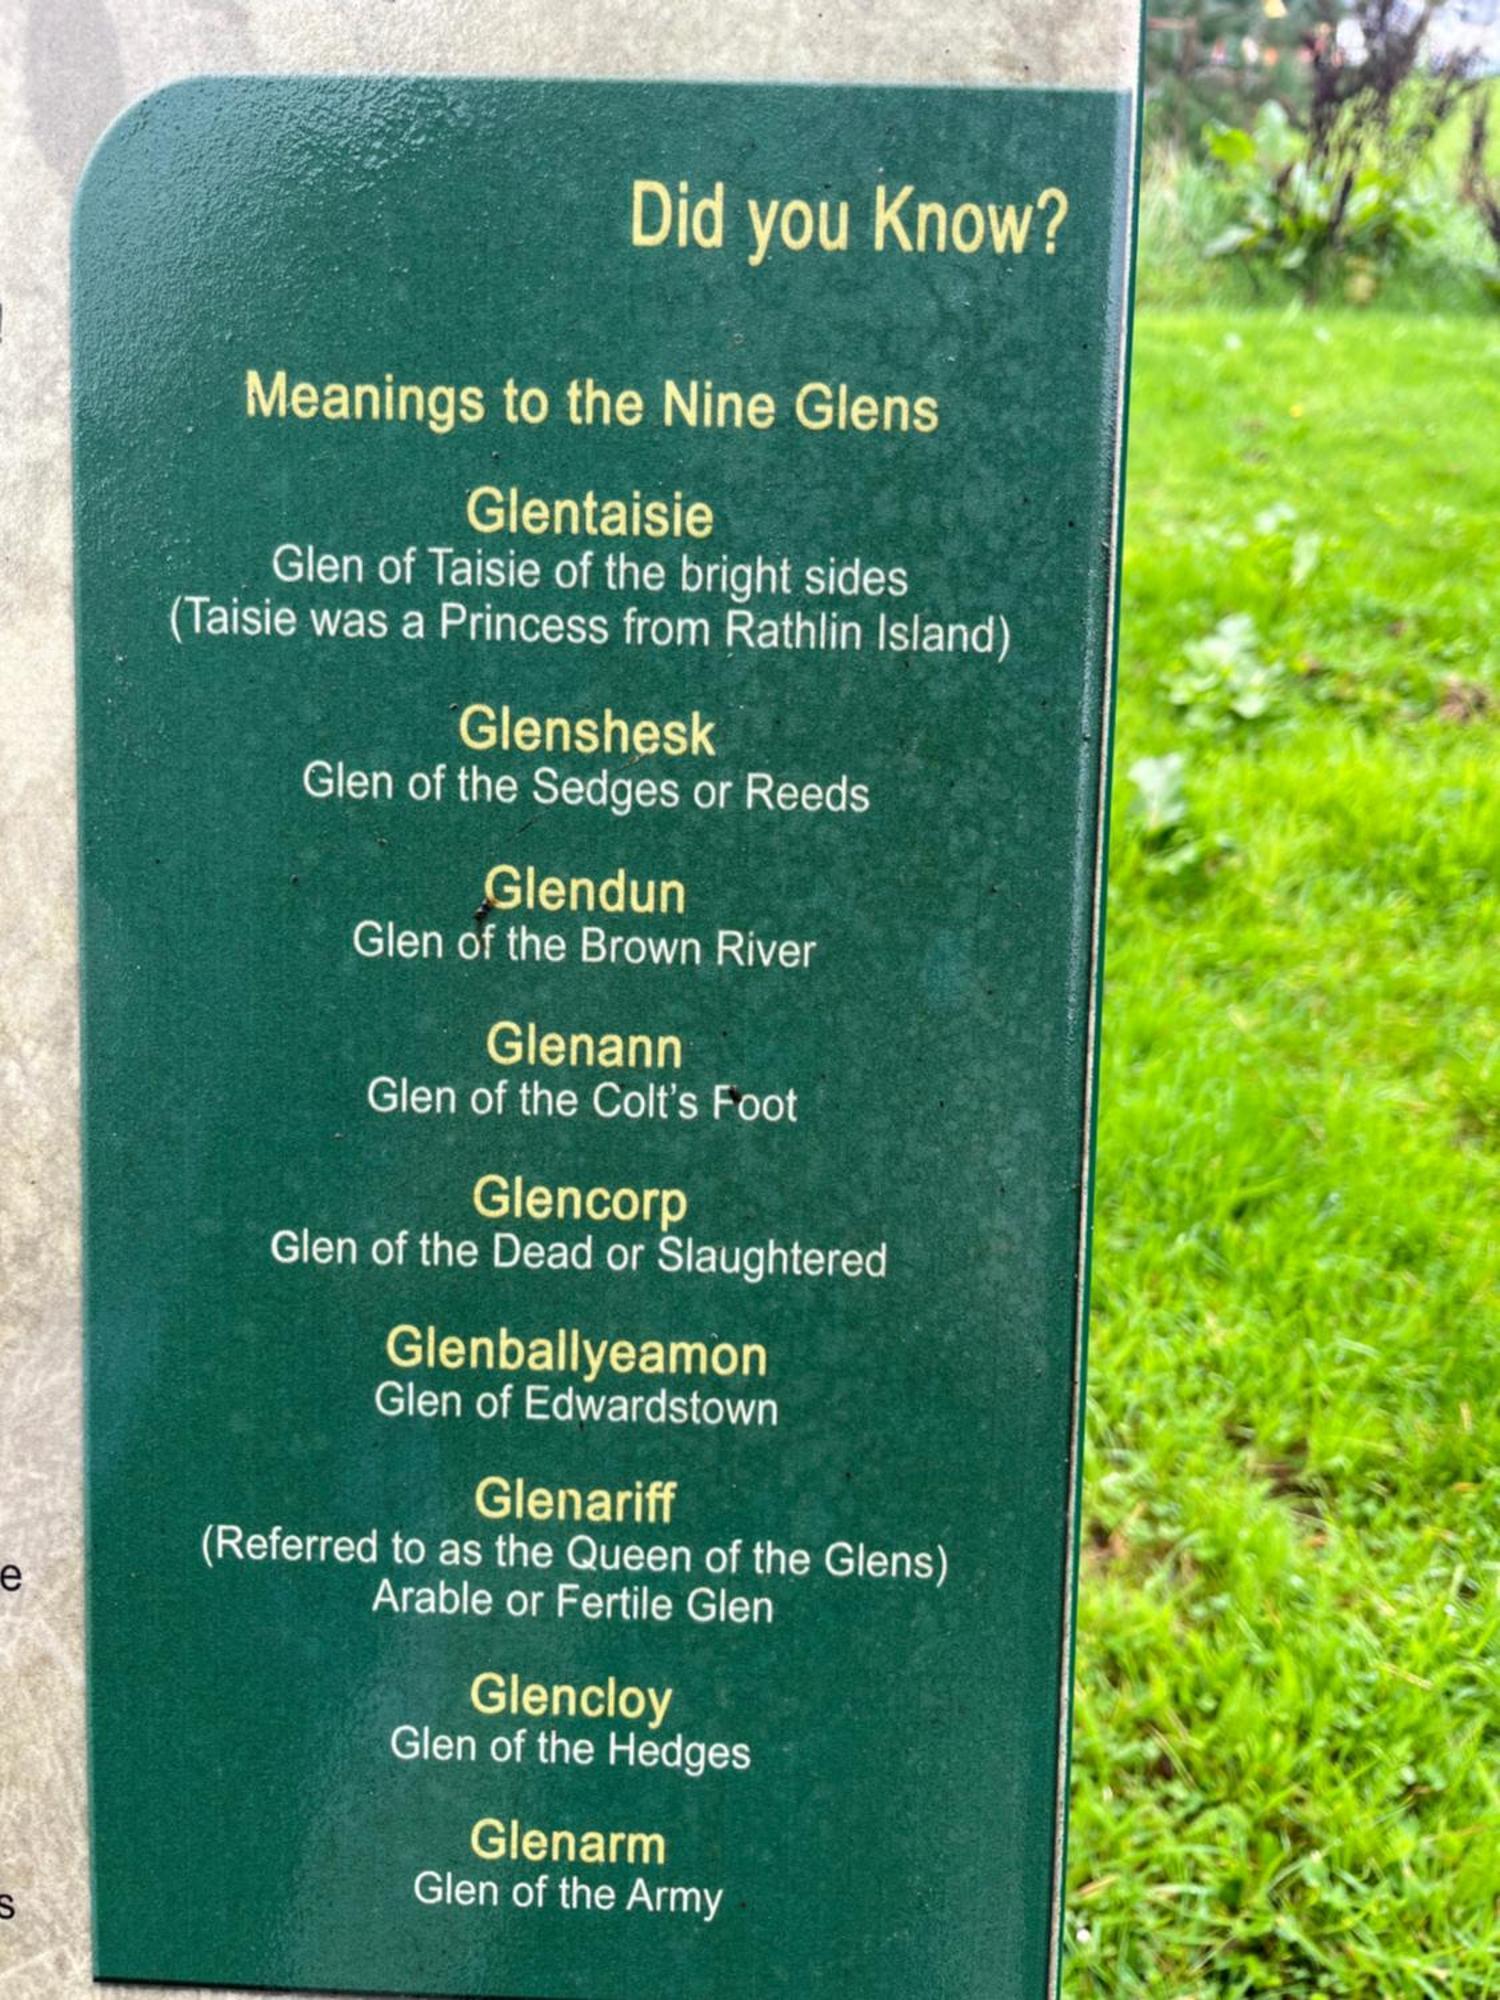 Did you Know?
Meanings to the Nine Glens
Glentaisie
Glen of Taisie of the bright sides
(Taisie was a Princess from Rathlin Island)
Glenshesk
Glen of the Sedges or Reeds
Glendun
Glen of the Brown River
Glenann
Glen of the Colt's Foot
Glencorp
Glen of the Dead or Slaughtered
Glenballyeamon
Glen of Edwardstown
Glenariff
(Referred to as the Queen of the Glens)
Arable or Fertile Glen
Glencloy
Glen of the Hedges
Glenarm
Glen of the Army